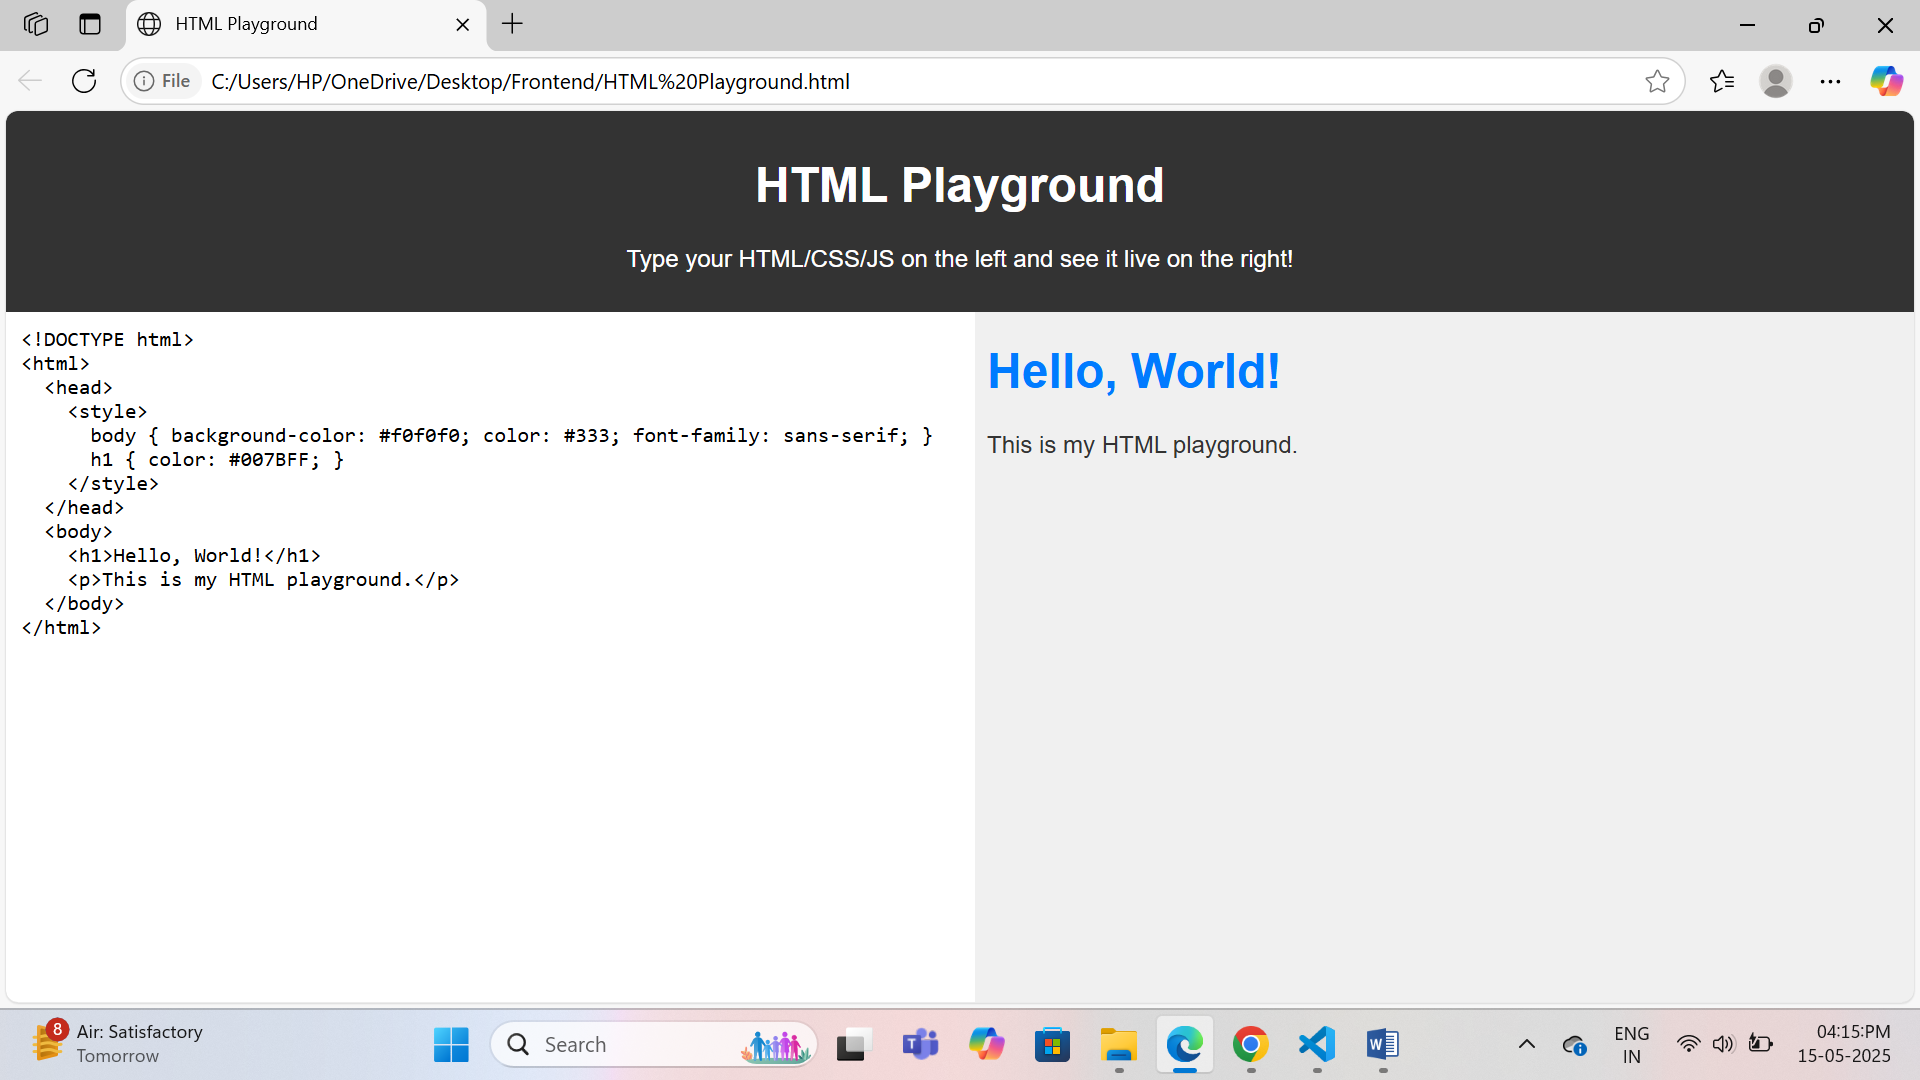 HTML Playground
File C:/Users/HP/OneDrive/Desktop/Frontend/HTML%20Playground.html
HTML Playground
Type your HTML/CSS/JS on the left and see it live on the right!
<!DOCTYPE html>
<html>
  <head>
    <style>
      body { background-color: #f0f0f0; color: #333; font-family: sans-serif; }
      h1 { color: #007BFF; }
    </style>
  </head>
  <body>
    <h1>Hello, World!</h1>
    <p>This is my HTML playground.</p>
  </body>
</html>
Hello, World!
This is my HTML playground.
8
Air: Satisfactory
Tomorrow
Search
T
W
ENG
IN
04:15:PM
15-05-2025